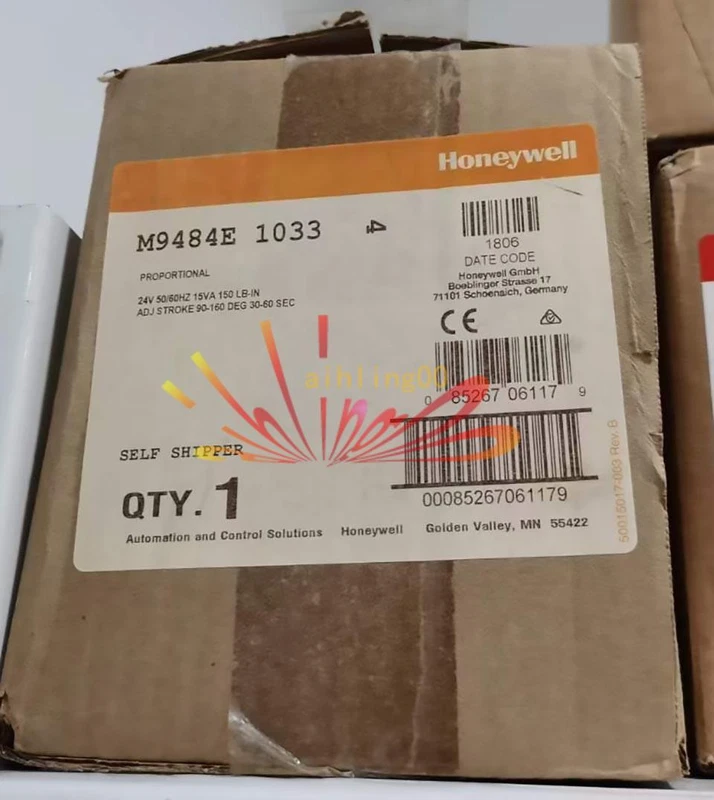 Honeywell
M9484E 1033 4
1806
DATE CODE
PROPORTIONAL
Honeywell GmbH
Boeblinger Strasse 17
71101 Schoenaich, Germany
24V 50/60HZ 15VA 150 LB-IN
ADJ STROKE 90-160 DEG 30-60 SEC
CE
aihling00
0 85267 06117 9
SELF SHIPPER
QTY. 1
00085267061179
Automation and Control Solutions Honeywell Golden Valley, MN 55422
50015017-003 Rev. B